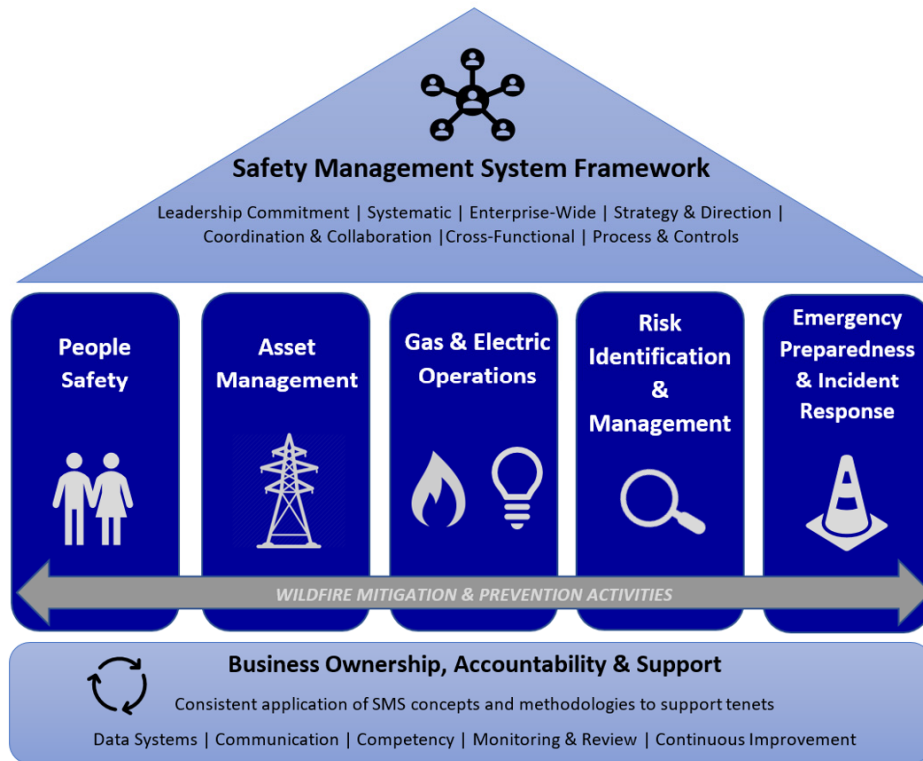 Safety Management System Framework
Leadership Commitment | Systematic | Enterprise-Wide | Strategy & Direction |
Coordination & Collaboration |Cross-Functional | Process & Controls
People
Safety
Asset
Management
Gas & Electric
Operations
Risk
Identification
&
Management
Emergency
Preparedness
& Incident
Response
WILDFIRE MITIGATION & PREVENTION ACTIVITIES
Business Ownership, Accountability & Support
Consistent application of SMS concepts and methodologies to support tenets
Data Systems | Communication | Competency | Monitoring & Review | Continuous Improvement